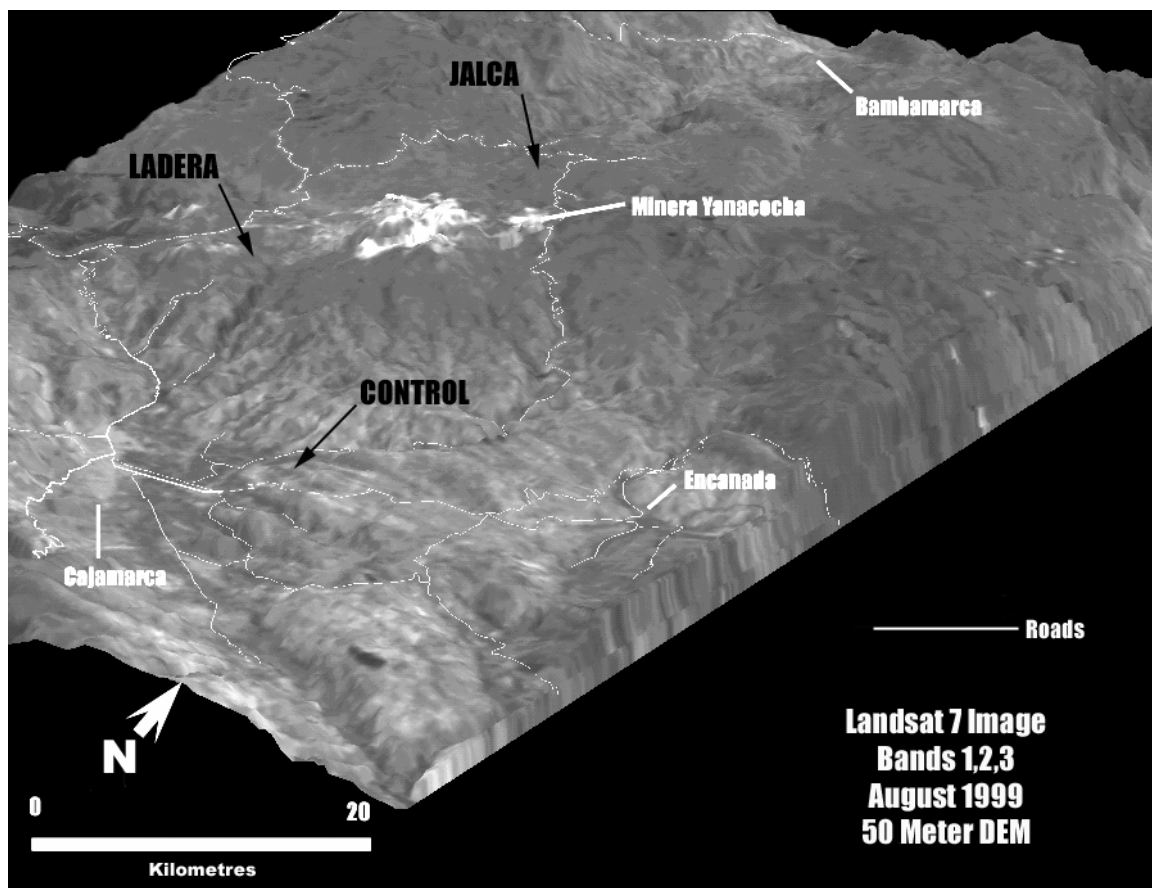 JALCA
Bambamarca
LADERA
Minera Yanacocha
CONTROL
Encanada
Cajamarca
Roads
N
Landsat 7 Image
Bands 1,2,3
August 1999
50 Meter DEM
0 20
Kilometres